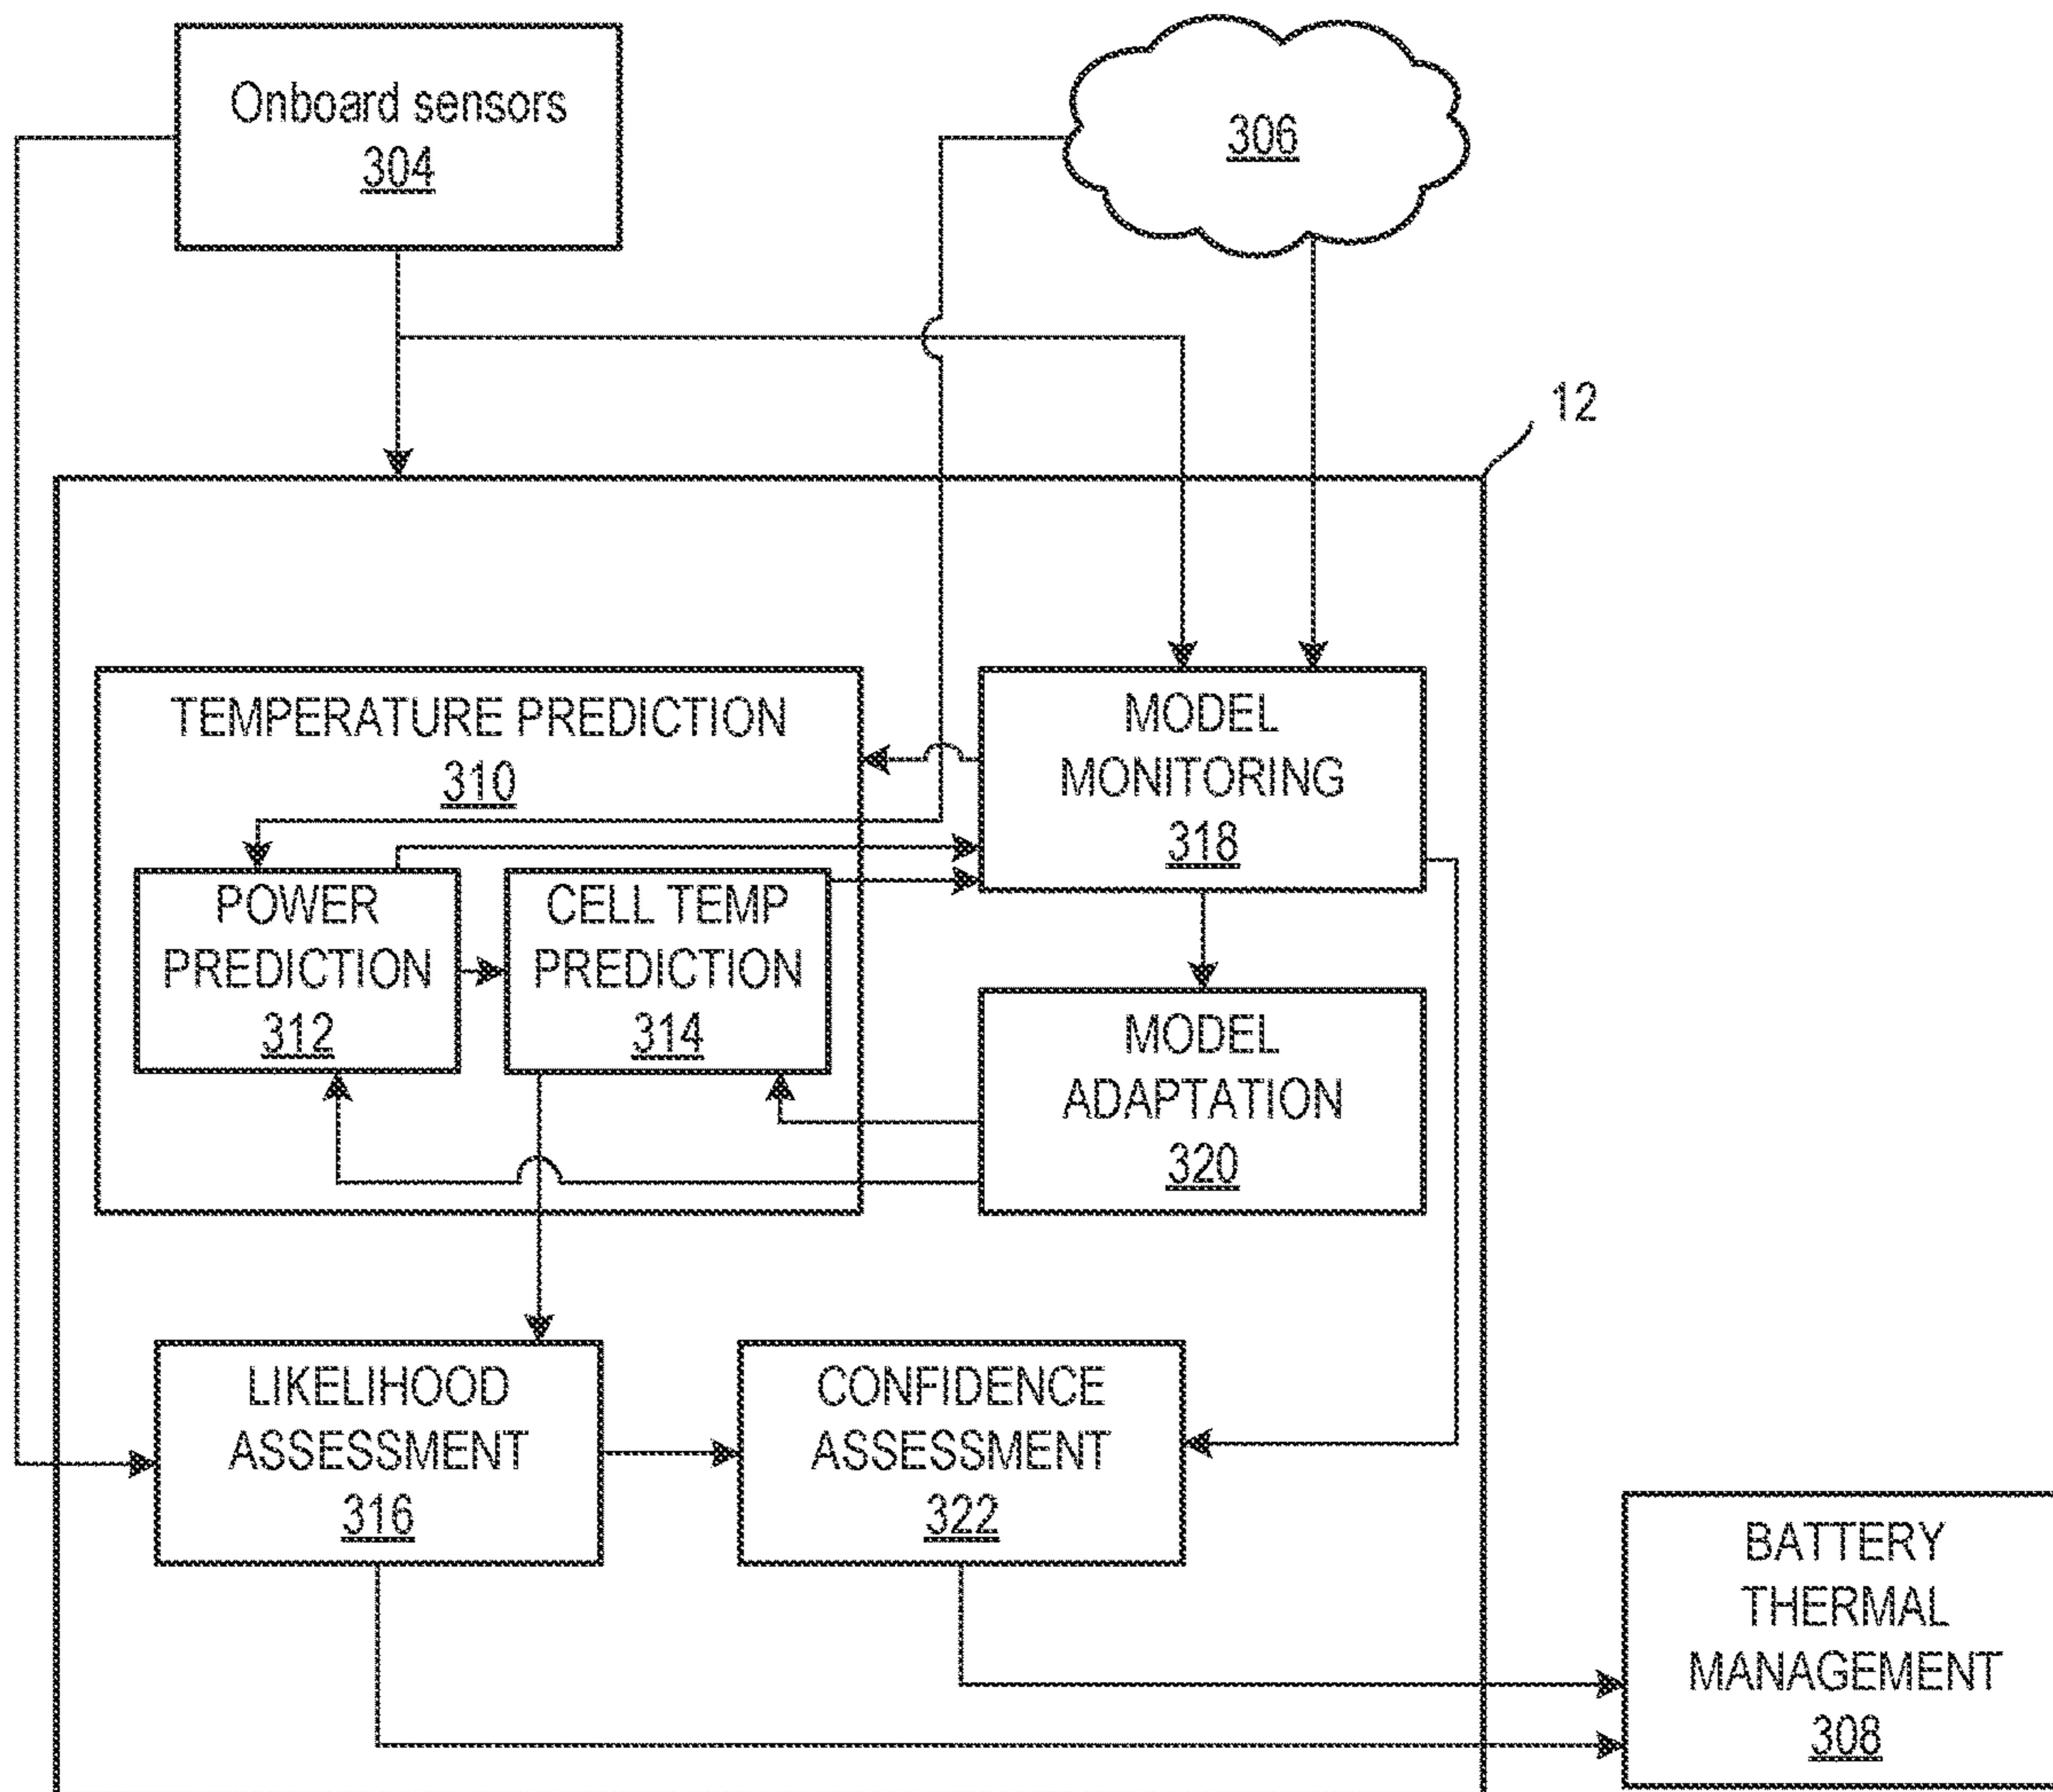 Onboard sensors
304
306
12
TEMPERATURE PREDICTION
310
MODEL
MONITORING
318
POWER
PREDICTION
312
CELL TEMP
PREDICTION
314
MODEL
ADAPTATION
320
LIKELIHOOD
ASSESSMENT
316
CONFIDENCE
ASSESSMENT
322
BATTERY
THERMAL
MANAGEMENT
308